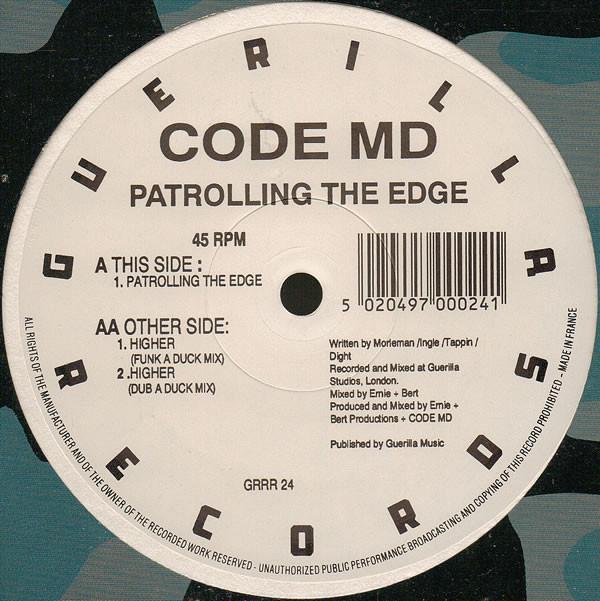 GUERILLA RECORDS
CODE MD
PATROLLING THE EDGE
45 RPM
A THIS SIDE :
1. PATROLLING THE EDGE
AA OTHER SIDE:
1. HIGHER
(FUNK A DUCK MIX)
2 .HIGHER
(DUB A DUCK MIX)
5 020497 000241
Written by Morleman /Ingle /Tappin /
Dight
Recorded and Mixed at Guerilla
Studios, London.
Mixed by Ernie + Bert
Produced and Mixed by Ernie +
Bert Productions + CODE MD
Published by Guerilla Music
GRRR 24
ALL RIGHTS OF THE MANUFACTURER AND OF THE OWNER OF THE RECORDED WORK RESERVED - UNAUTHORIZED PUBLIC PERFORMANCE BROADCASTING AND COPYING OF THIS RECORD PROHIBITED - MADE IN FRANCE